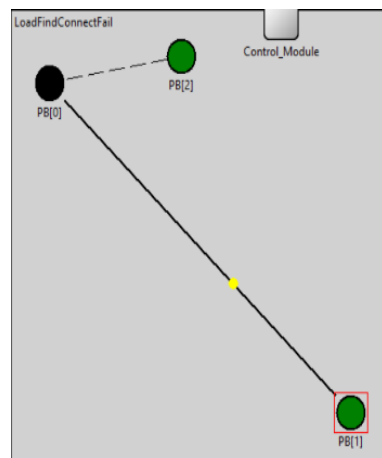 LoadFindConnectFail
Control_Module
PB[0]
PB[2]
PB[1]